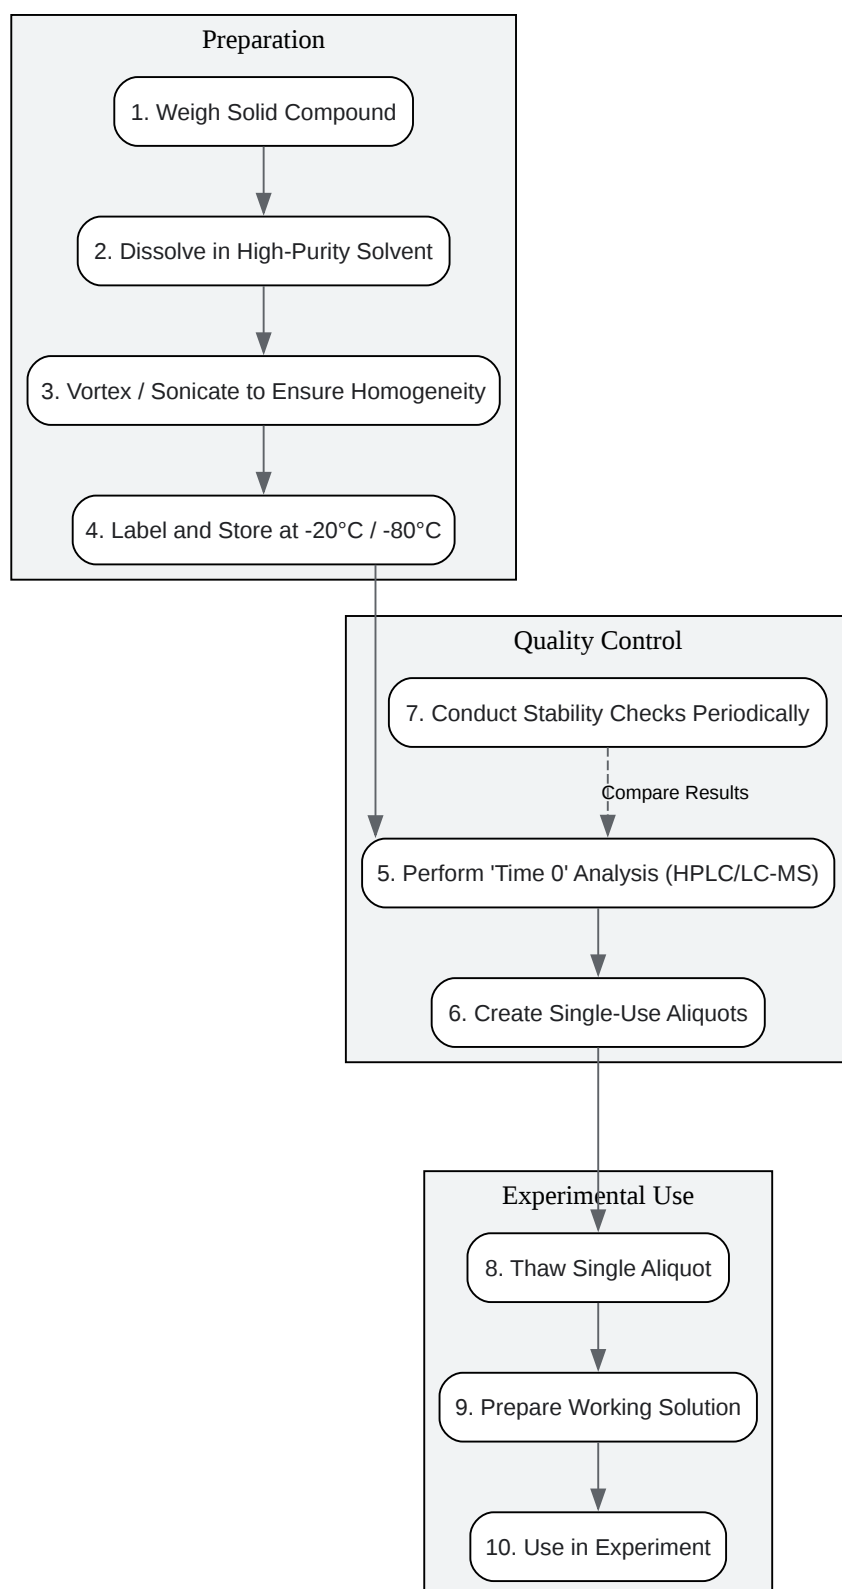 Preparation
1. Weigh Solid Compound
2. Dissolve in High-Purity Solvent
3. Vortex / Sonicate to Ensure Homogeneity
4. Label and Store at -20°C / -80°C
Quality Control
7. Conduct Stability Checks Periodically
Compare Results
5. Perform 'Time 0' Analysis (HPLC/LC-MS)
6. Create Single-Use Aliquots
Experimental Use
8. Thaw Single Aliquot
9. Prepare Working Solution
10. Use in Experiment